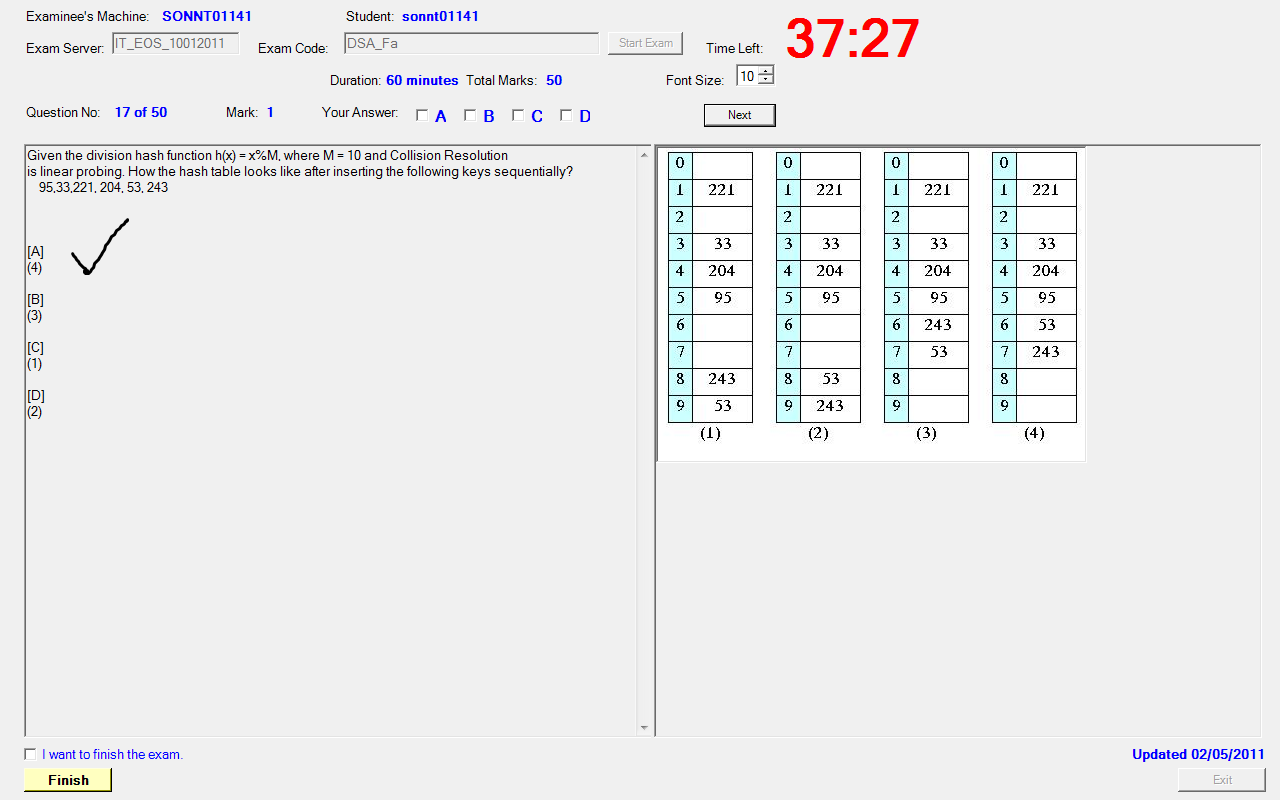 Examinee's Machine: SONNT01141 Student: sonnt01141
37:27
Exam Server: IT_EOS_10012011 Exam Code: DSA_Fa Start Exam Time Left:
Duration: 60 minutes Total Marks: 50 Font Size: 10
Question No: 17 of 50 Mark: 1 Your Answer: A B C D Next
Given the division hash function h(x) = x%M, where M = 10 and Collision Resolution
is linear probing. How the hash table looks like after inserting the following keys sequentially?
95,33,221, 204, 53, 243
[A]
(4)
[B]
(3)
[C]
(1)
[D]
(2)
0 0 0 0
1 221 1 221 1 221 1 221
2 2 2 2
3 33 3 33 3 33 3 33
4 204 4 204 4 204 4 204
5 95 5 95 5 95 5 95
6 6 6 243 6 53
7 7 7 53 7 243
8 243 8 53 8 8
9 53 9 243 9 9
(1) (2) (3) (4)
I want to finish the exam. Updated 02/05/2011
Finish Exit